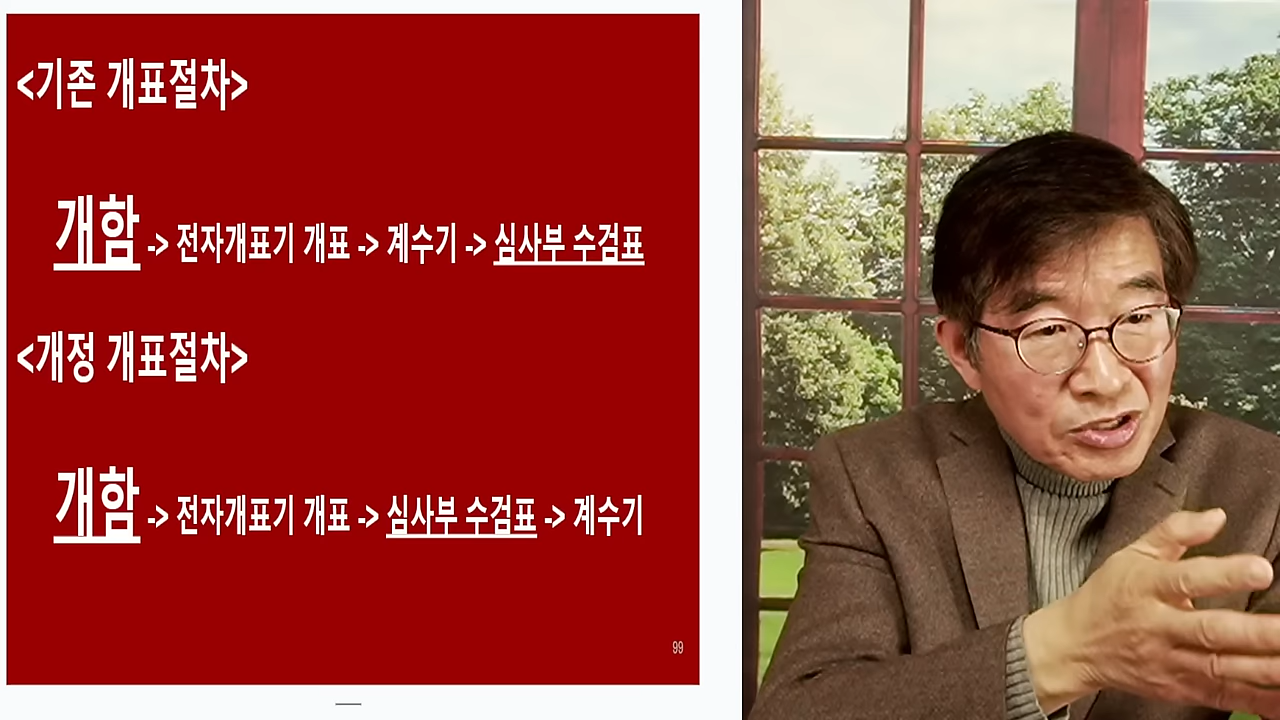 <기존 개표절차>
개함 -> 전자개표기 개표 -> 계수기 -> 심사부 수검표
<개정 개표절차>
개함 -> 전자개표기 개표 -> 심사부 수검표 -> 계수기
99